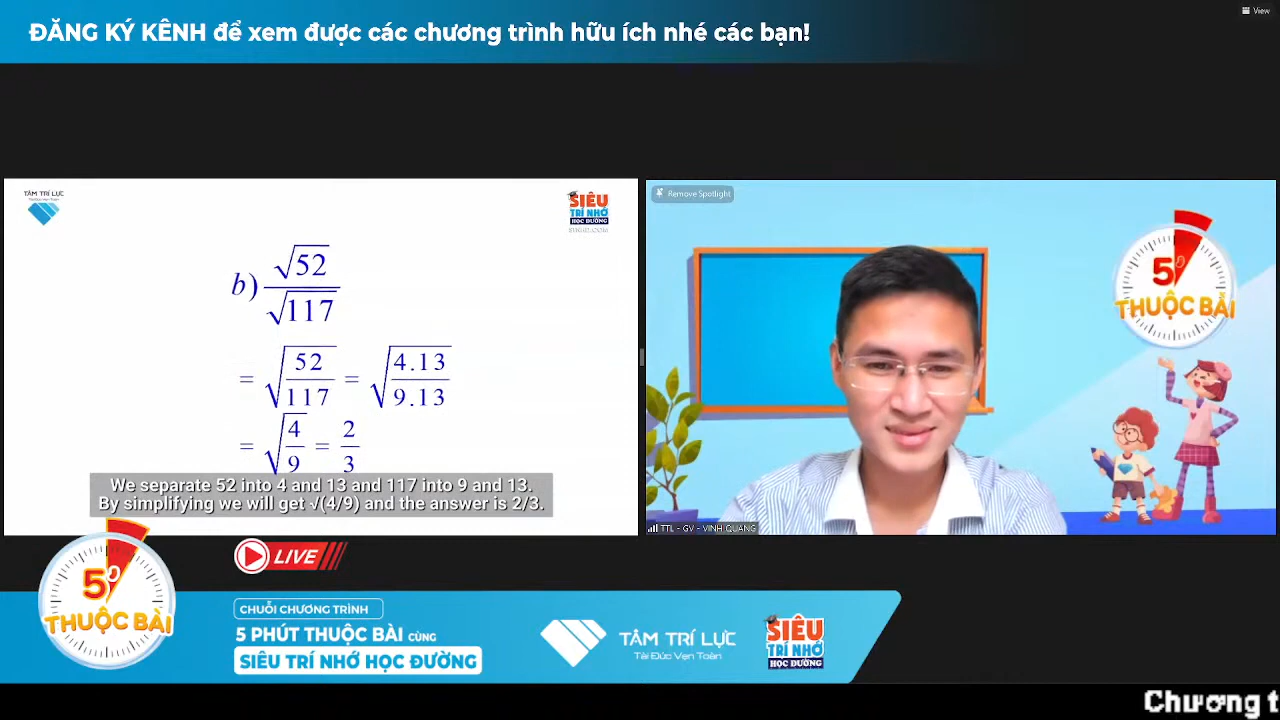 ĐĂNG KÝ KÊNH để xem được các chương trình hữu ích nhé các bạn!
View
TÂM TRÍ LỰC
SIÊU
TRÍ NHỚ
HỌC ĐƯỜNG
b) √52 / √117
= √(52/117) = √(4.13/9.13)
= √(4/9) = 2/3
We separate 52 into 4 and 13 and 117 into 9 and 13.
By simplifying we will get √(4/9) and the answer is 2/3.
Remove Spotlight
5
THUỘC BÀI
TTL - GV - VINH QUANG
LIVE
5
THUỘC BÀI
CHUỖI CHƯƠNG TRÌNH
5 PHÚT THUỘC BÀI CÙNG
SIÊU TRÍ NHỚ HỌC ĐƯỜNG
TÂM TRÍ LỰC
Tài Đức Vẹn Toàn
SIÊU
TRÍ NHỚ
HỌC ĐƯỜNG
Chương t